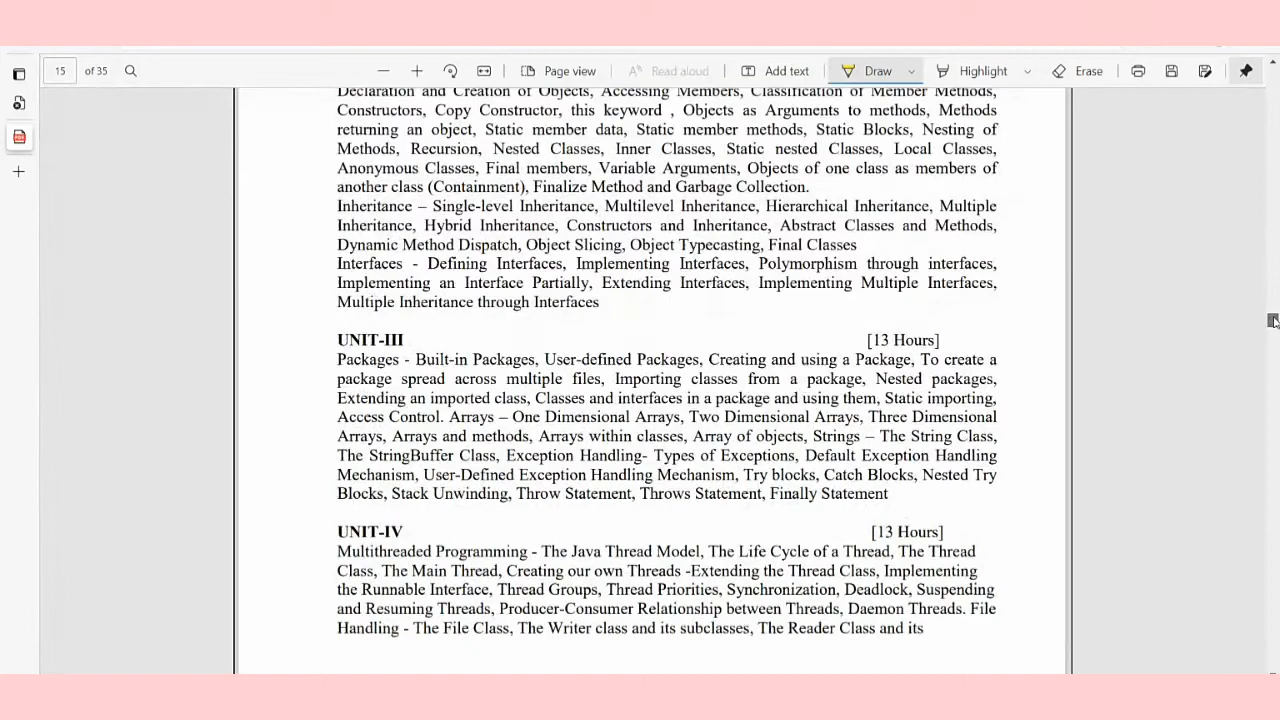 15 of 35
Page view
Read aloud
Add text
Draw
Highlight
Erase
Declaration and Creation of Objects, Accessing Members, Classification of Member Methods,
Constructors, Copy Constructor, this keyword , Objects as Arguments to methods, Methods
returning an object, Static member data, Static member methods, Static Blocks, Nesting of
Methods, Recursion, Nested Classes, Inner Classes, Static nested Classes, Local Classes,
Anonymous Classes, Final members, Variable Arguments, Objects of one class as members of
another class (Containment), Finalize Method and Garbage Collection.
Inheritance – Single-level Inheritance, Multilevel Inheritance, Hierarchical Inheritance, Multiple
Inheritance, Hybrid Inheritance, Constructors and Inheritance, Abstract Classes and Methods,
Dynamic Method Dispatch, Object Slicing, Object Typecasting, Final Classes
Interfaces - Defining Interfaces, Implementing Interfaces, Polymorphism through interfaces,
Implementing an Interface Partially, Extending Interfaces, Implementing Multiple Interfaces,
Multiple Inheritance through Interfaces
UNIT-III [13 Hours]
Packages - Built-in Packages, User-defined Packages, Creating and using a Package, To create a
package spread across multiple files, Importing classes from a package, Nested packages,
Extending an imported class, Classes and interfaces in a package and using them, Static importing,
Access Control. Arrays – One Dimensional Arrays, Two Dimensional Arrays, Three Dimensional
Arrays, Arrays and methods, Arrays within classes, Array of objects, Strings – The String Class,
The StringBuffer Class, Exception Handling- Types of Exceptions, Default Exception Handling
Mechanism, User-Defined Exception Handling Mechanism, Try blocks, Catch Blocks, Nested Try
Blocks, Stack Unwinding, Throw Statement, Throws Statement, Finally Statement
UNIT-IV [13 Hours]
Multithreaded Programming - The Java Thread Model, The Life Cycle of a Thread, The Thread
Class, The Main Thread, Creating our own Threads -Extending the Thread Class, Implementing
the Runnable Interface, Thread Groups, Thread Priorities, Synchronization, Deadlock, Suspending
and Resuming Threads, Producer-Consumer Relationship between Threads, Daemon Threads. File
Handling - The File Class, The Writer class and its subclasses, The Reader Class and its